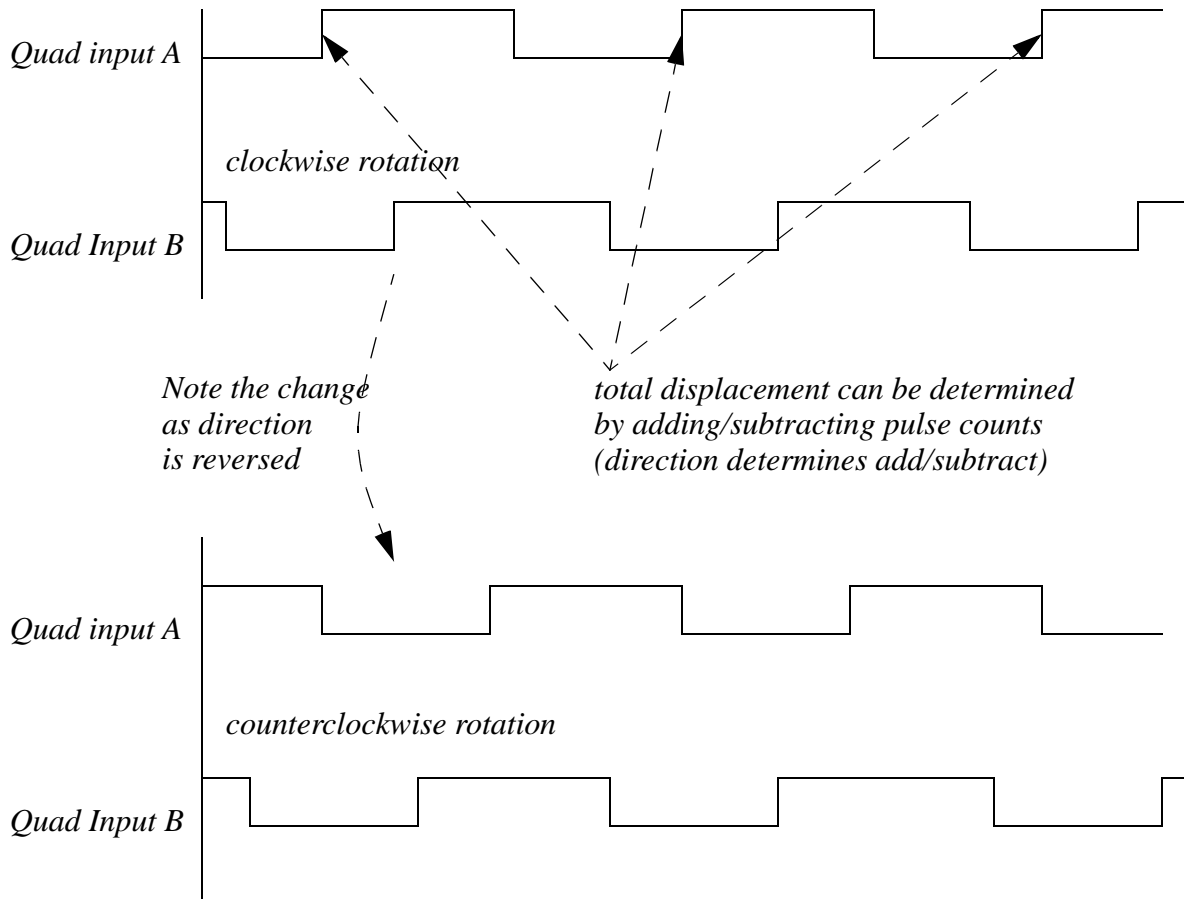 Quad input A
clockwise rotation
Quad Input B
Note the change
as direction
is reversed
total displacement can be determined
by adding/subtracting pulse counts
(direction determines add/subtract)
Quad input A
counterclockwise rotation
Quad Input B